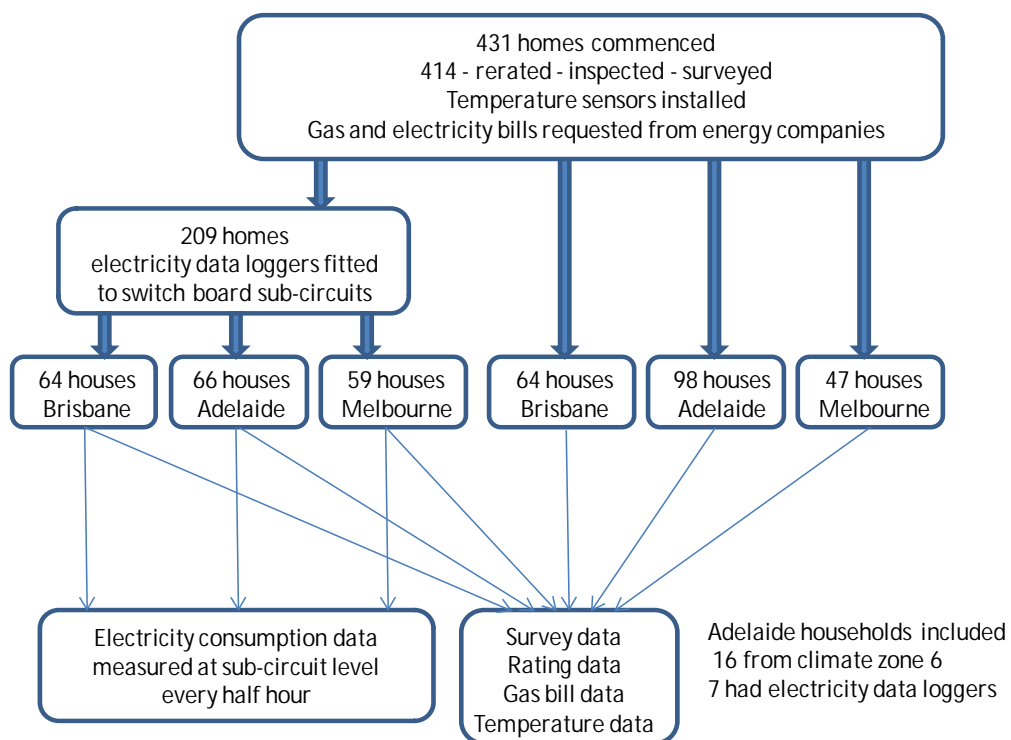 431 homes commenced
414 - rerated - inspected - surveyed
Temperature sensors installed
Gas and electricity bills requested from energy companies
209 homes
electricity data loggers fitted
to switch board sub-circuits
64 houses
Brisbane
66 houses
Adelaide
59 houses
Melbourne
64 houses
Brisbane
98 houses
Adelaide
47 houses
Melbourne
Electricity consumption data
measured at sub-circuit level
every half hour
Survey data
Rating data
Gas bill data
Temperature data
Adelaide households included
16 from climate zone 6
7 had electricity data loggers